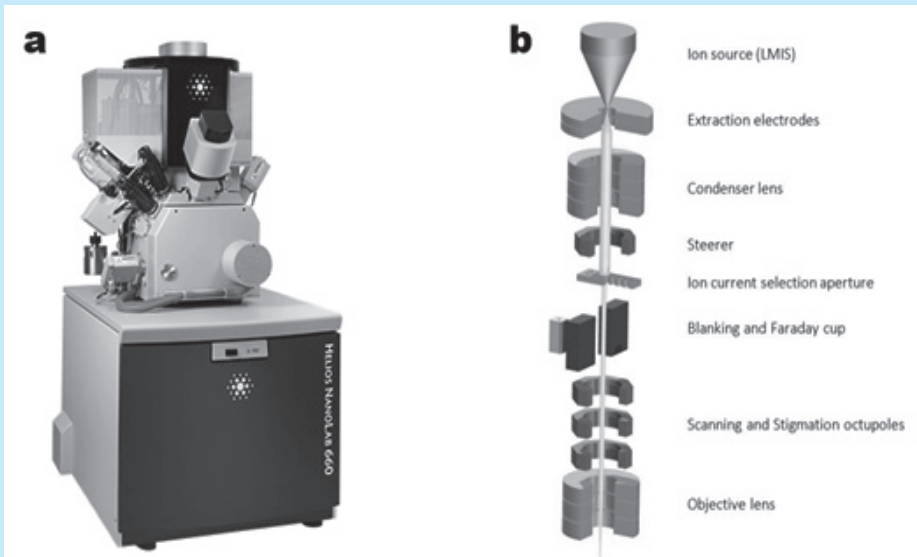 a
b
Ion source (LMIS)
Extraction electrodes
Condenser lens
Steerer
Ion current selection aperture
Blanking and Faraday cup
Scanning and Stigmation octupoles
Objective lens
HELIOS NANOLAB 660